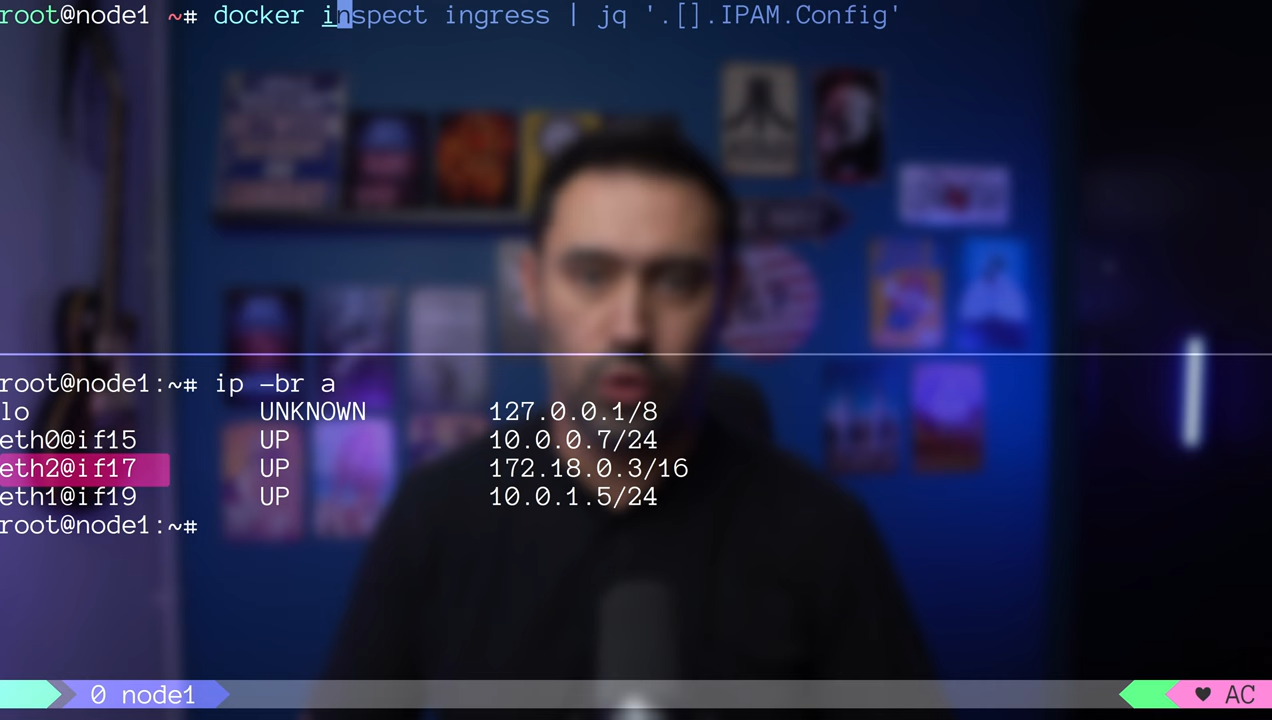 root@node1 ~# docker inspect ingress | jq '.[].IPAM.Config'
root@node1:~# ip -br a
lo UNKNOWN 127.0.0.1/8
eth0@if15 UP 10.0.0.7/24
eth2@if17 UP 172.18.0.3/16
eth1@if19 UP 10.0.1.5/24
root@node1:~#
0 node1 ♥ AC